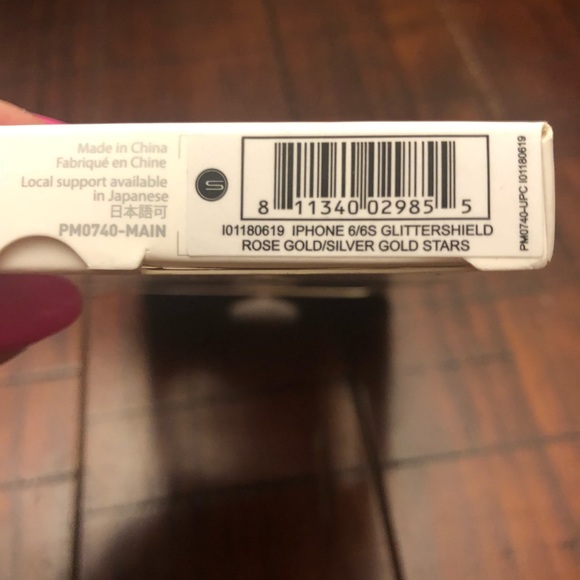 Made in China
Fabriqué en Chine
Local support available
in Japanese
日本語可
PM0740-MAIN
S
8 11340 02985 5
I01180619 IPHONE 6/6S GLITTERSHIELD
ROSE GOLD/SILVER GOLD STARS
PM0740-UPC I01180619